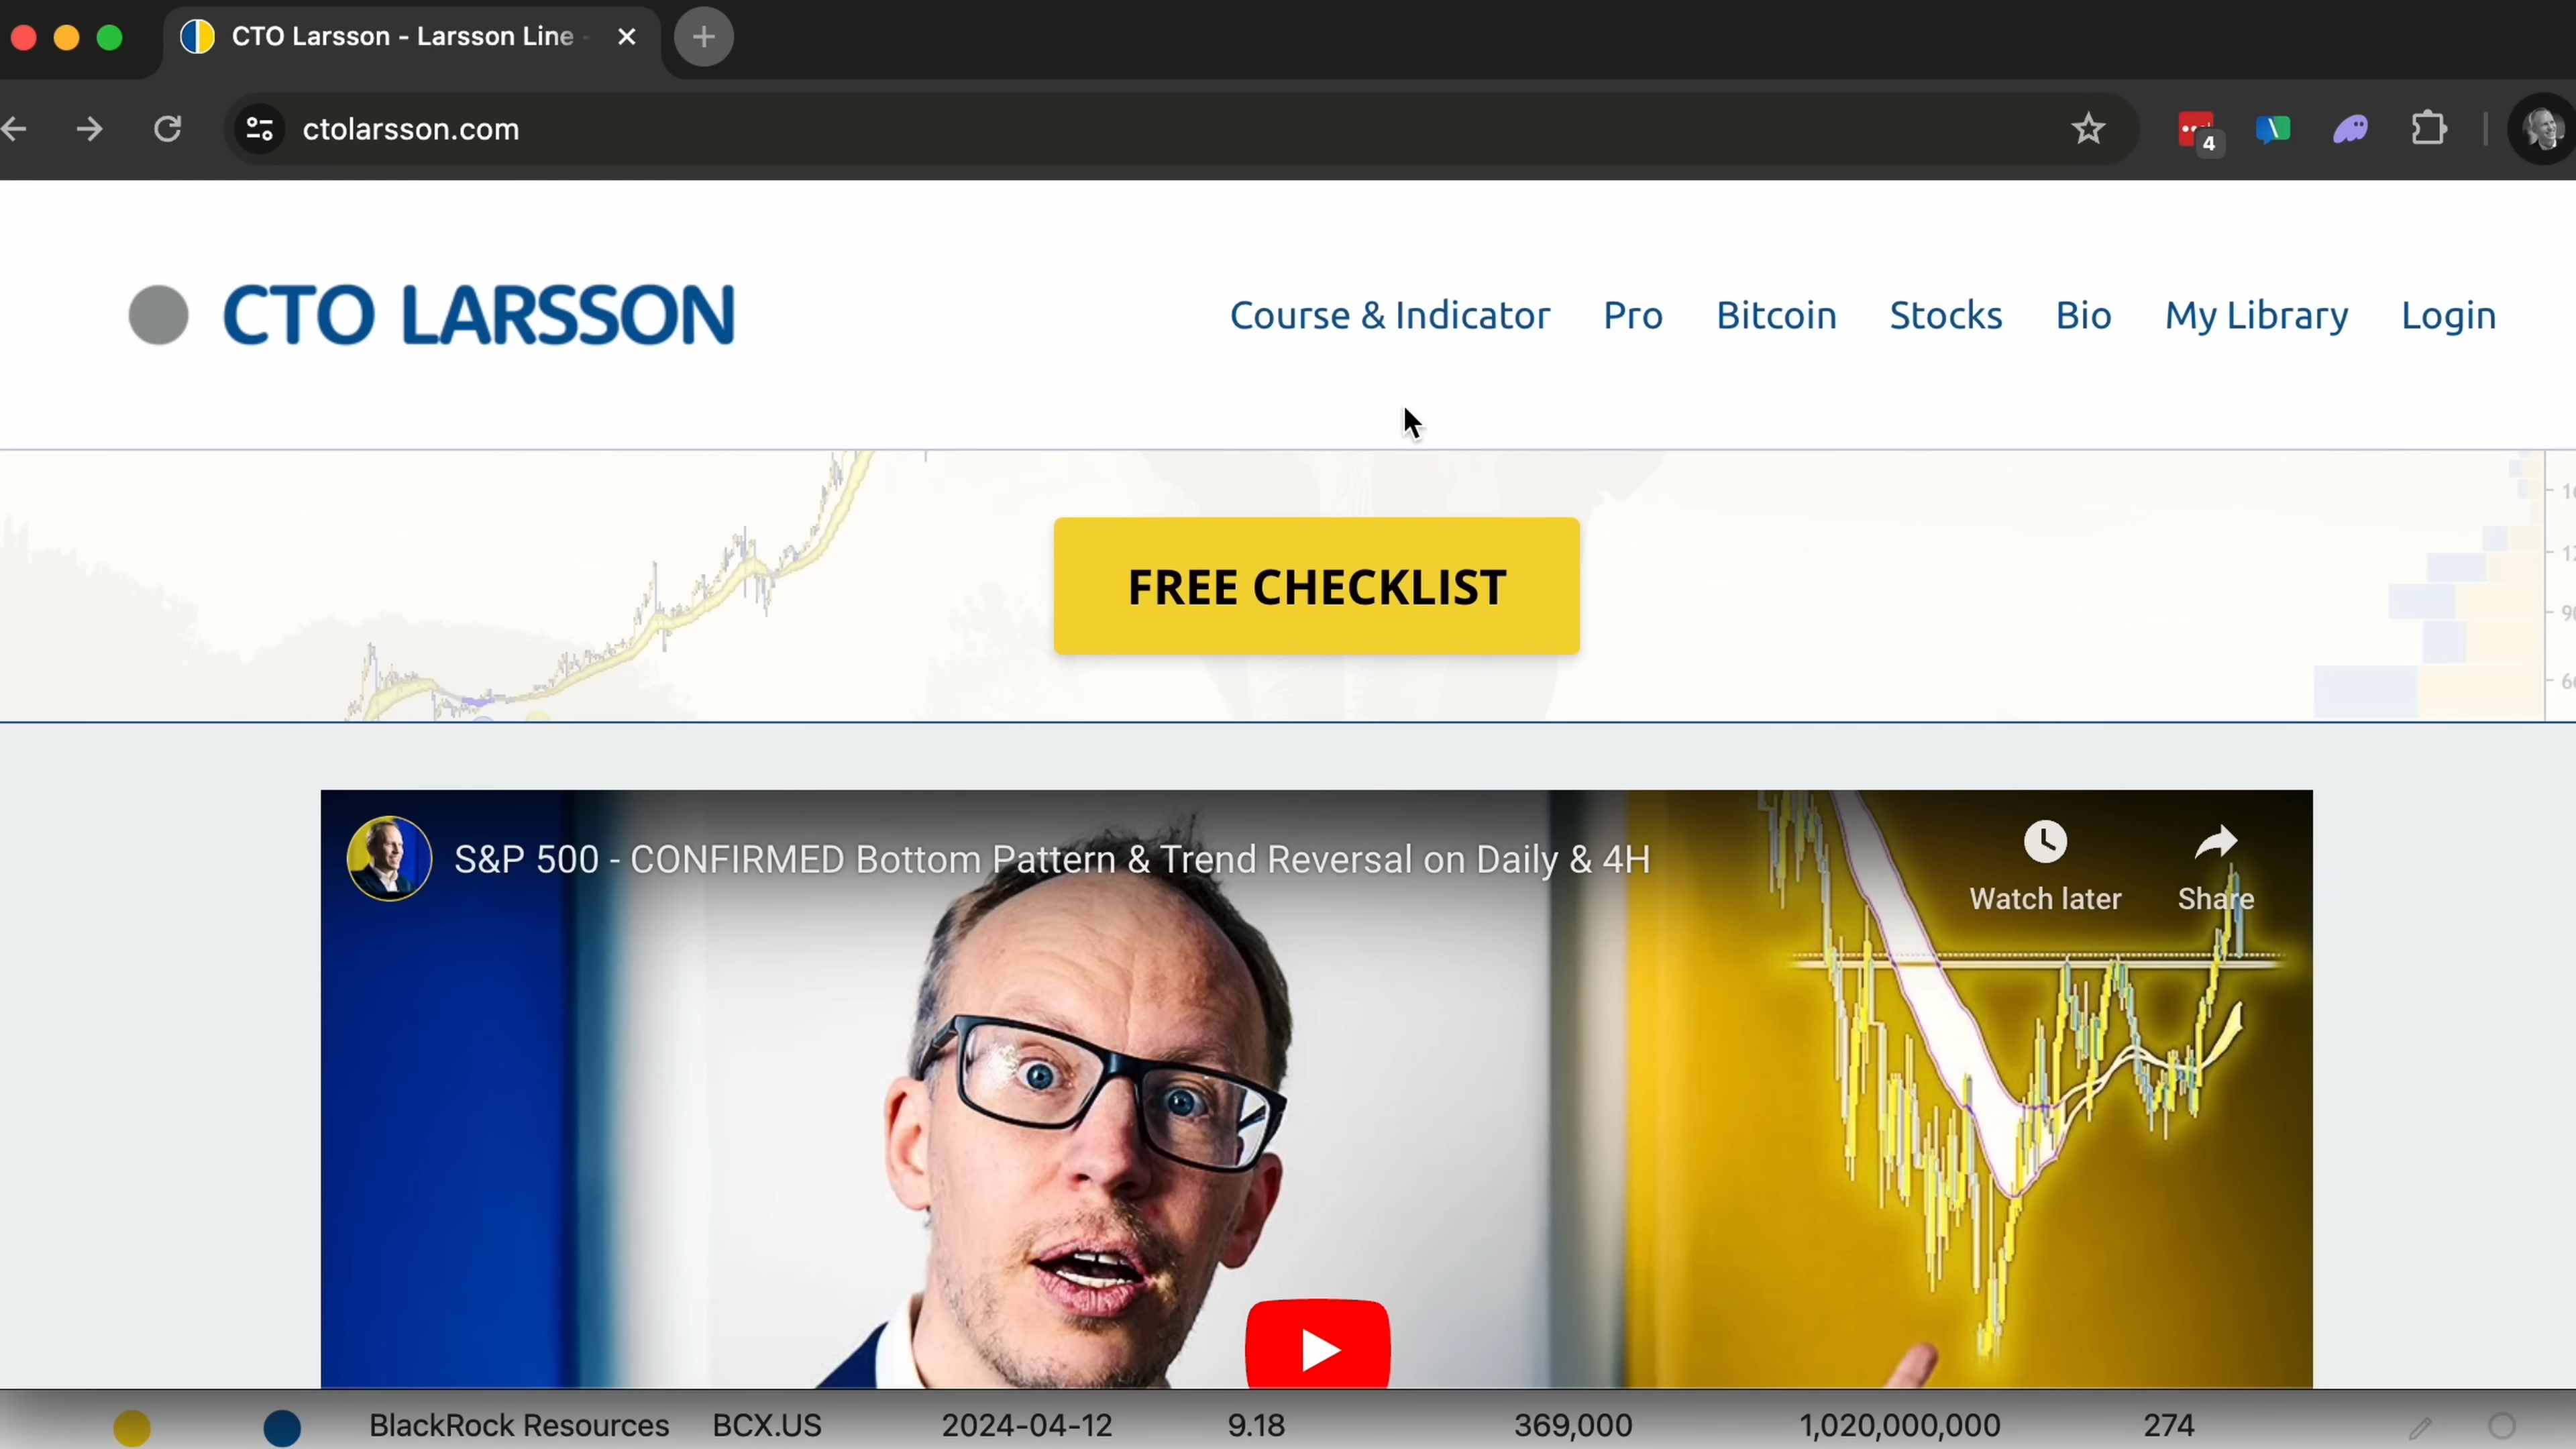 CTO Larsson - Larsson Line -
ctolarsson.com
4
CTO LARSSON
Course & Indicator Pro Bitcoin Stocks Bio My Library Login
FREE CHECKLIST
S&P 500 - CONFIRMED Bottom Pattern & Trend Reversal on Daily & 4H
Watch later Share
BlackRock Resources BCX.US 2024-04-12 9.18 369,000 1,020,000,000 274